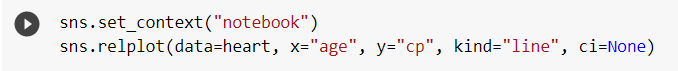 sns.set_context("notebook")
sns.relplot(data=heart, x="age", y="cp", kind="line", ci=None)